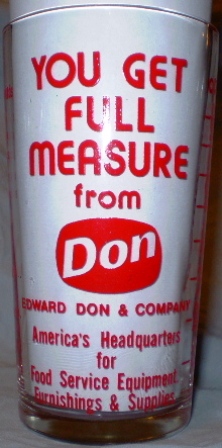 YOU GET
FULL
MEASURE
from
Don
EDWARD DON & COMPANY
America's Headquarters
for
Food Service Equipment,
Furnishings & Supplies